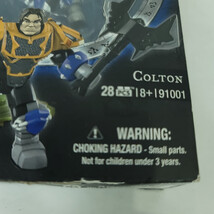 COLTON
28 18+191001
WARNING:
CHOKING HAZARD - Small parts.
Not for children under 3 years.